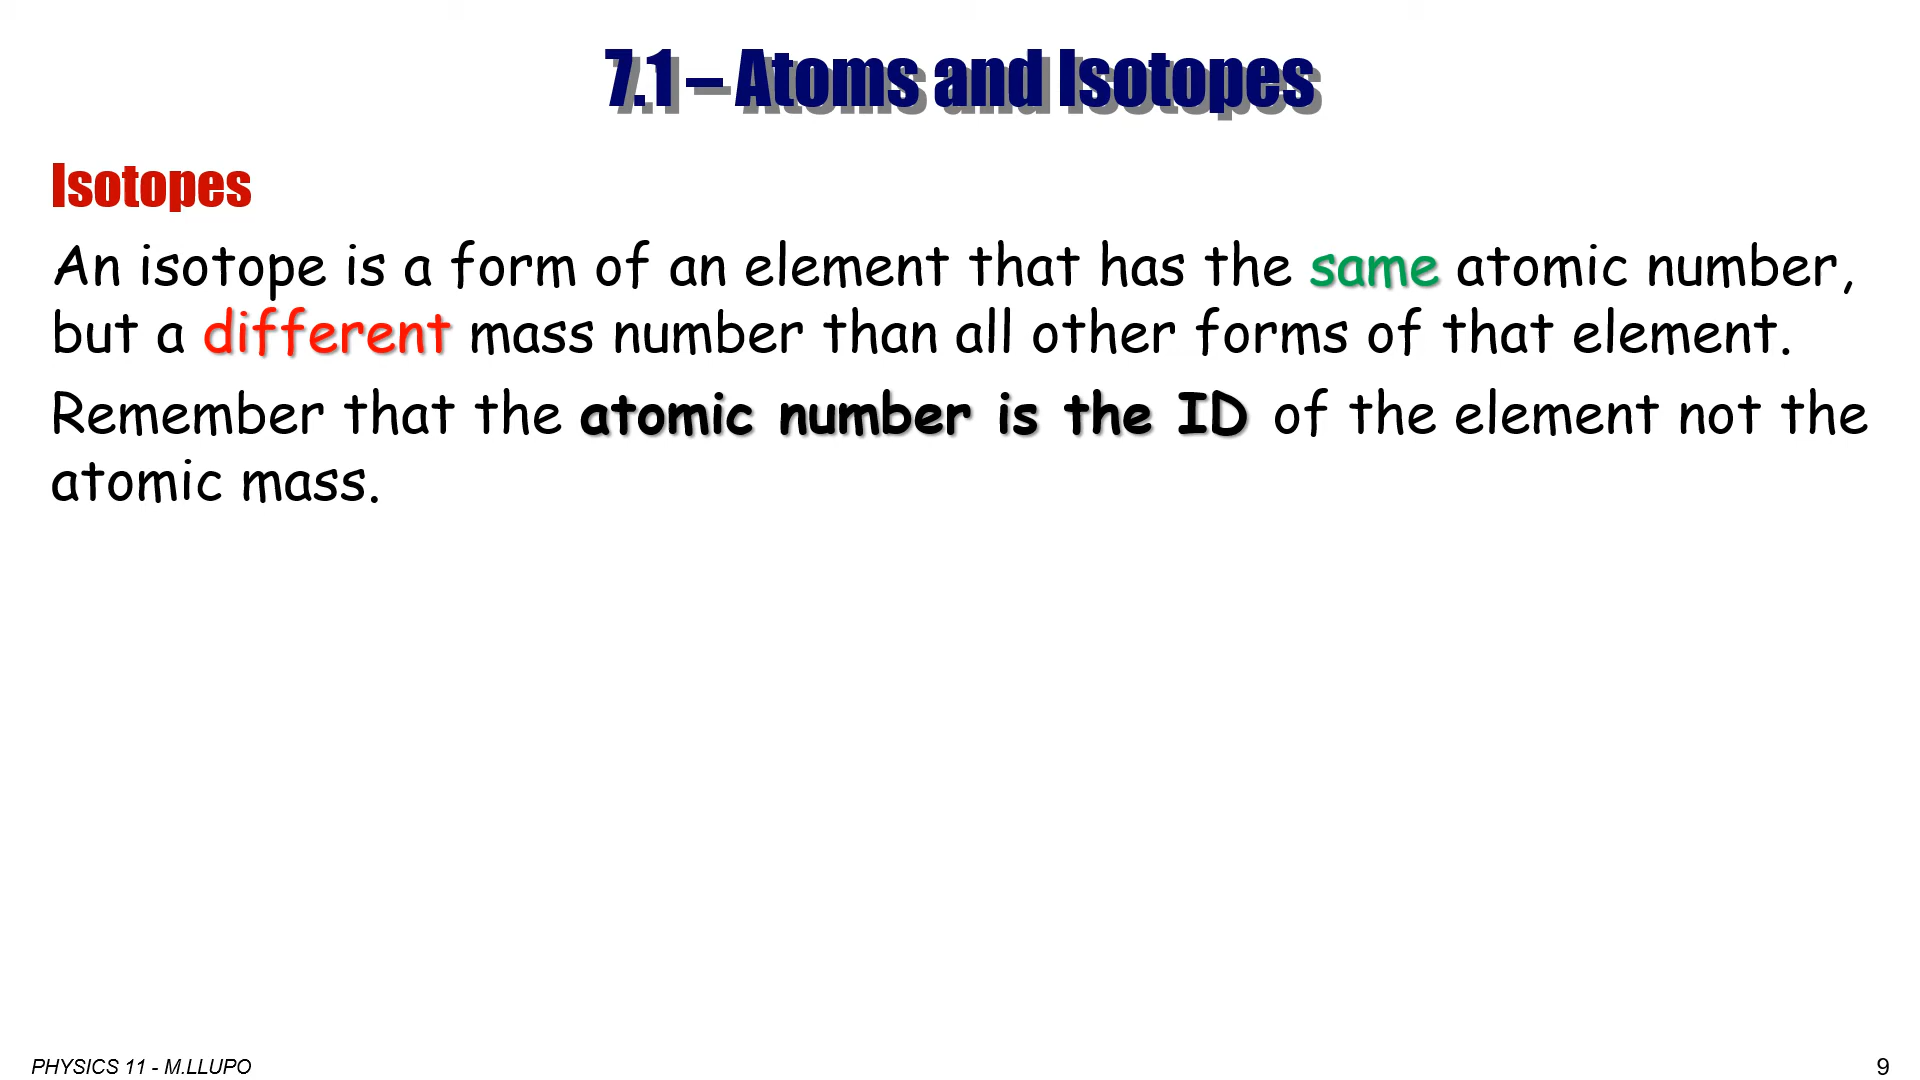 7.1 – Atoms and Isotopes
Isotopes
An isotope is a form of an element that has the same atomic number,
but a different mass number than all other forms of that element.
Remember that the atomic number is the ID of the element not the
atomic mass.
PHYSICS 11 - M.LLUPO
9